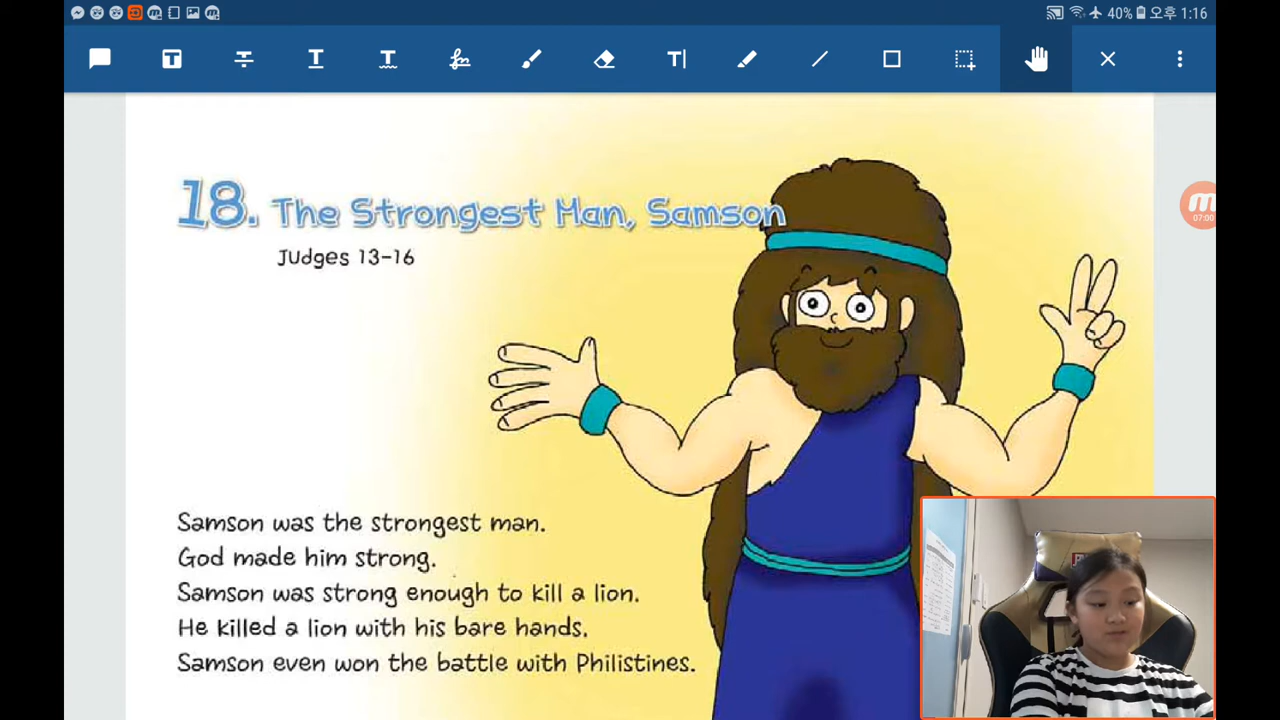 40% 오후 1:16
18. The Strongest Man, Samson
Judges 13-16
07:00
Samson was the strongest man.
God made him strong.
Samson was strong enough to kill a lion.
He killed a lion with his bare hands.
Samson even won the battle with Philistines.